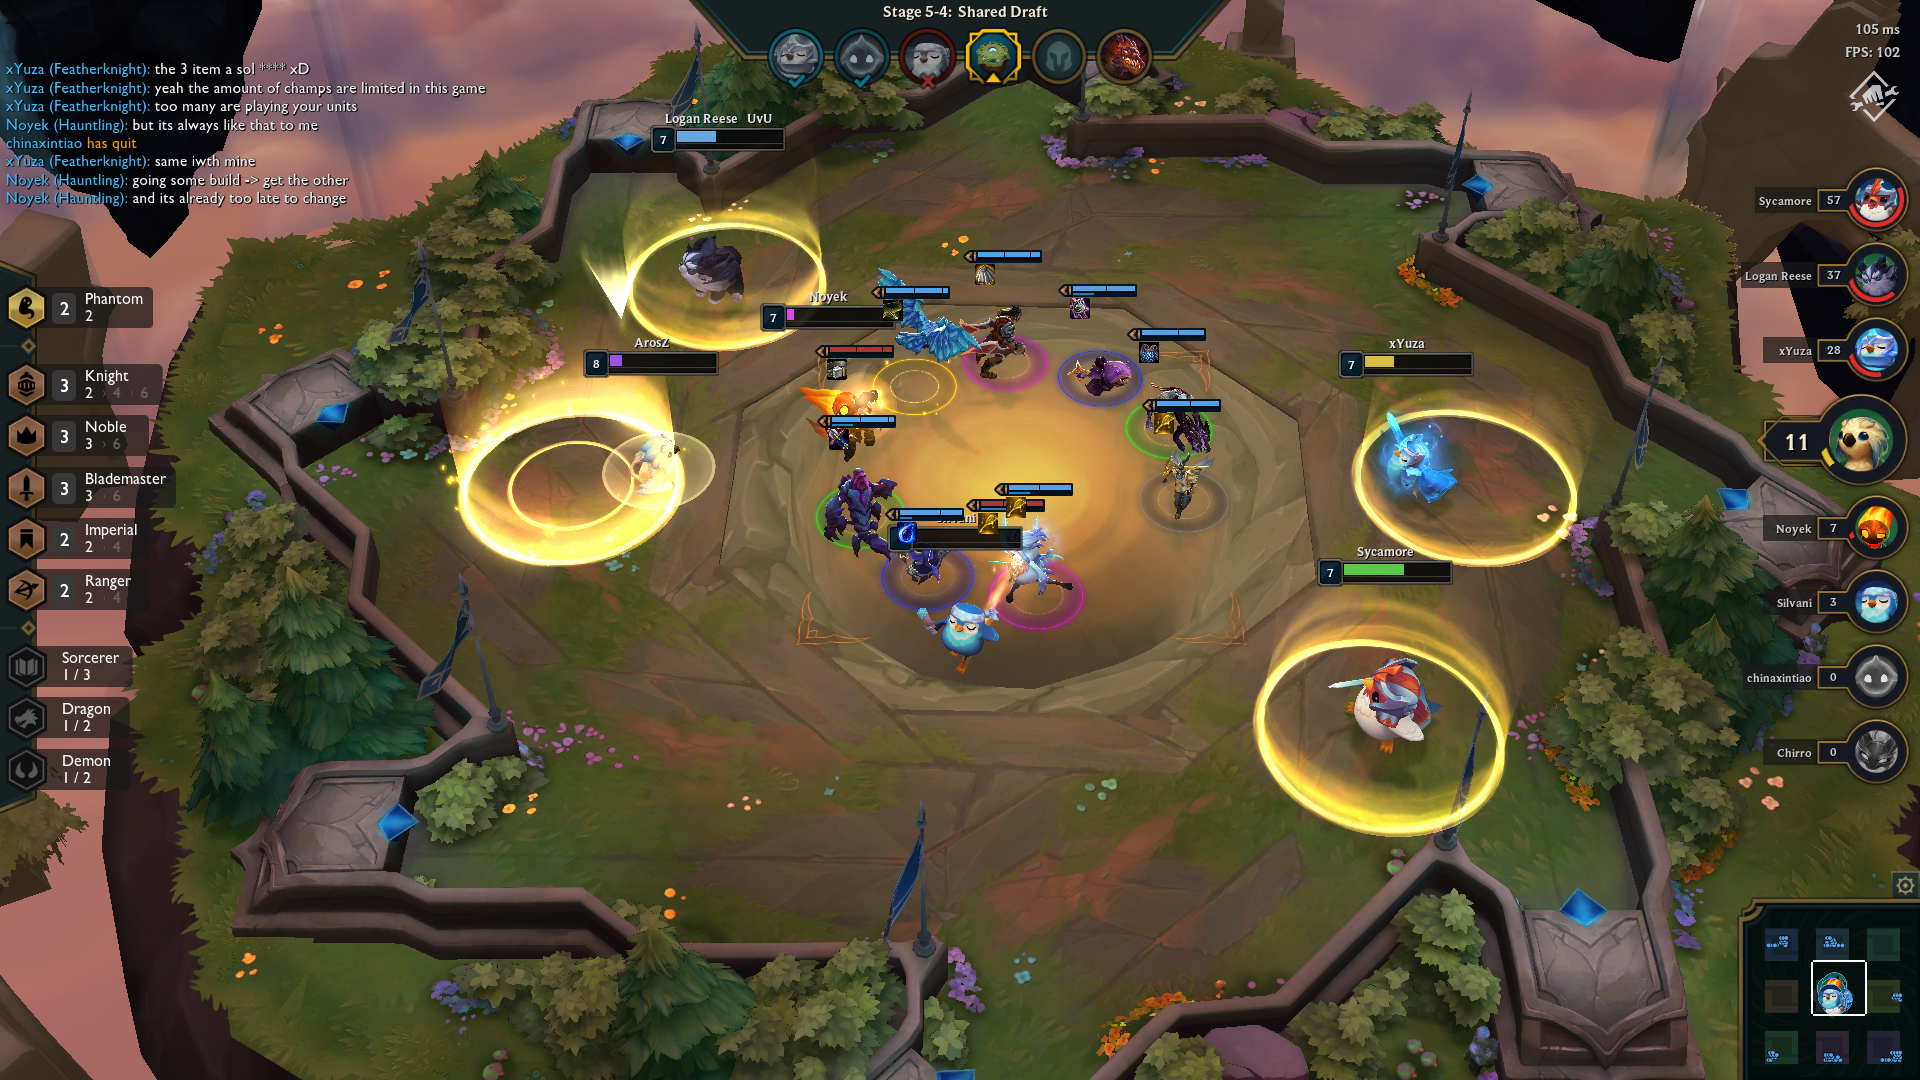 Stage 5-4: Shared Draft
105 ms
FPS: 102
xYuza (Featherknight): the 3 item a sol **** xD
xYuza (Featherknight): yeah the amount of champs are limited in this game
xYuza (Featherknight): too many are playing your units
Noyek (Hauntling): but its always like that to me
chinaxintiao has quit
xYuza (Featherknight): same iwth mine
Noyek (Hauntling): going some build -> get the other
Noyek (Hauntling): and its already too late to change
Logan Reese UvU
7
Noyek
7
ArosZ
8
xYuza
7
Sycamore
7
Silvani
2 Phantom
2
3 Knight
2 › 4 › 6
3 Noble
3 › 6
3 Blademaster
3 › 6
2 Imperial
2 › 4
2 Ranger
2 › 4
Sorcerer
1 / 3
Dragon
1 / 2
Demon
1 / 2
Sycamore 57
Logan Reese 37
xYuza 28
11
Noyek 7
Silvani 3
chinaxintiao 0
Chirro 0